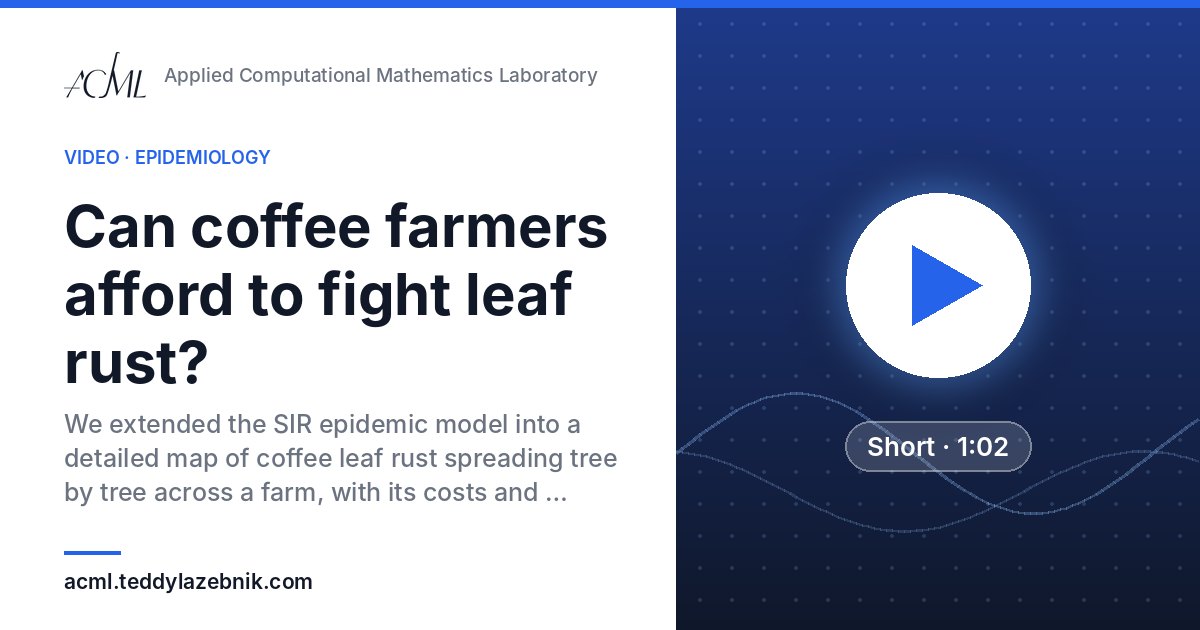 ACML Applied Computational Mathematics Laboratory
VIDEO · EPIDEMIOLOGY
Can coffee farmers
afford to fight leaf
rust?
We extended the SIR epidemic model into a
detailed map of coffee leaf rust spreading tree
by tree across a farm, with its costs and ...
acml.teddylazebnik.com
Short · 1:02